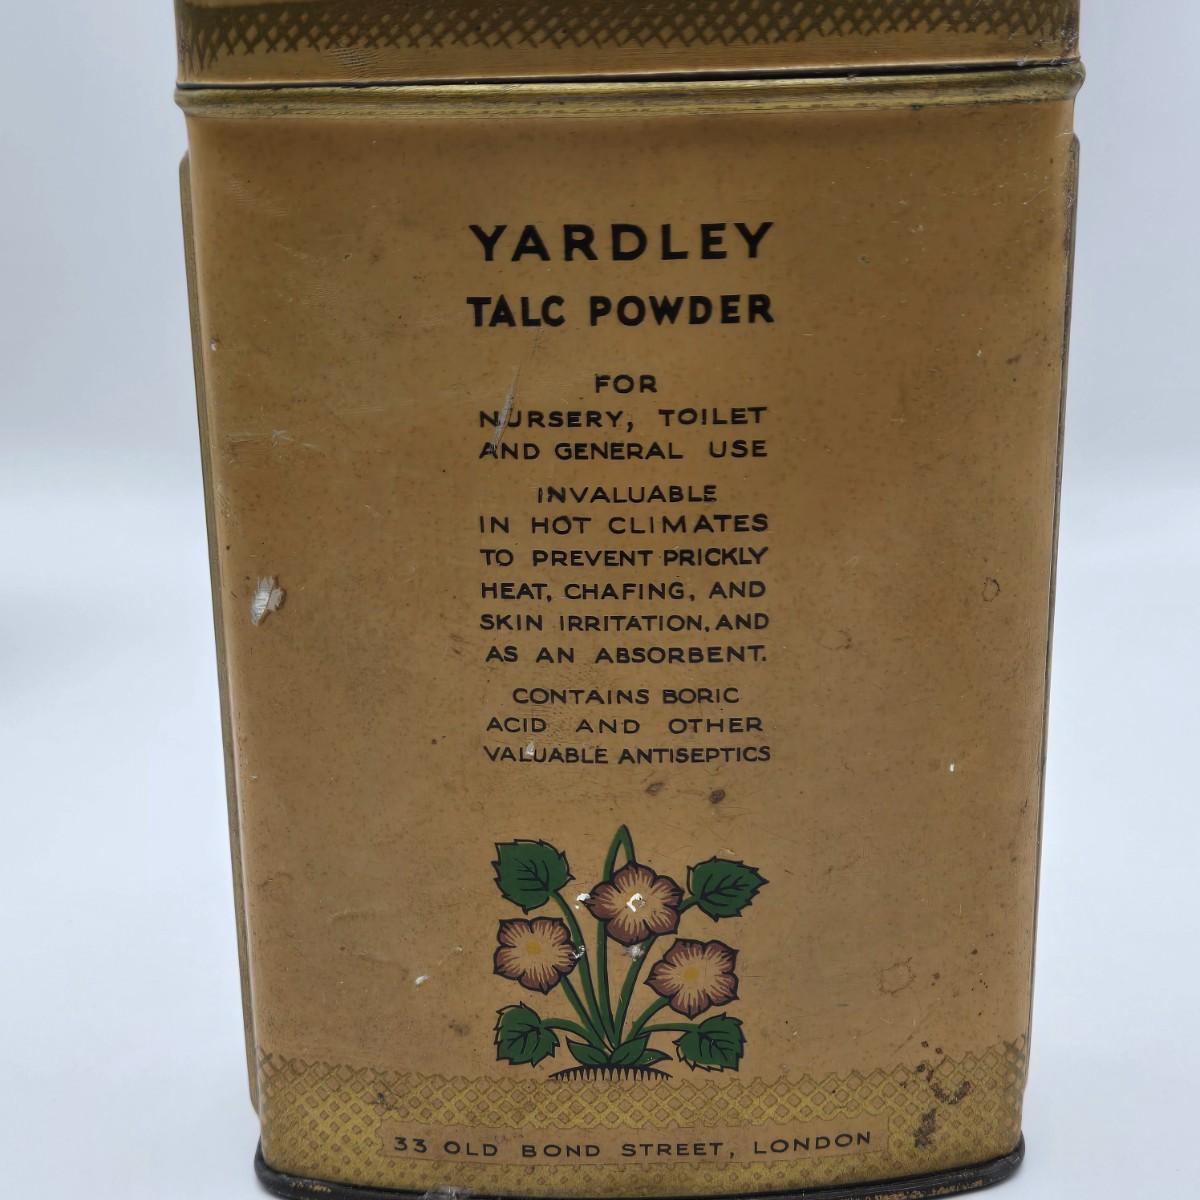 YARDLEY
TALC POWDER
FOR
NURSERY, TOILET
AND GENERAL USE
INVALUABLE
IN HOT CLIMATES
TO PREVENT PRICKLY
HEAT, CHAFING, AND
SKIN IRRITATION, AND
AS AN ABSORBENT.
CONTAINS BORIC
ACID AND OTHER
VALUABLE ANTISEPTICS
33 OLD BOND STREET, LONDON